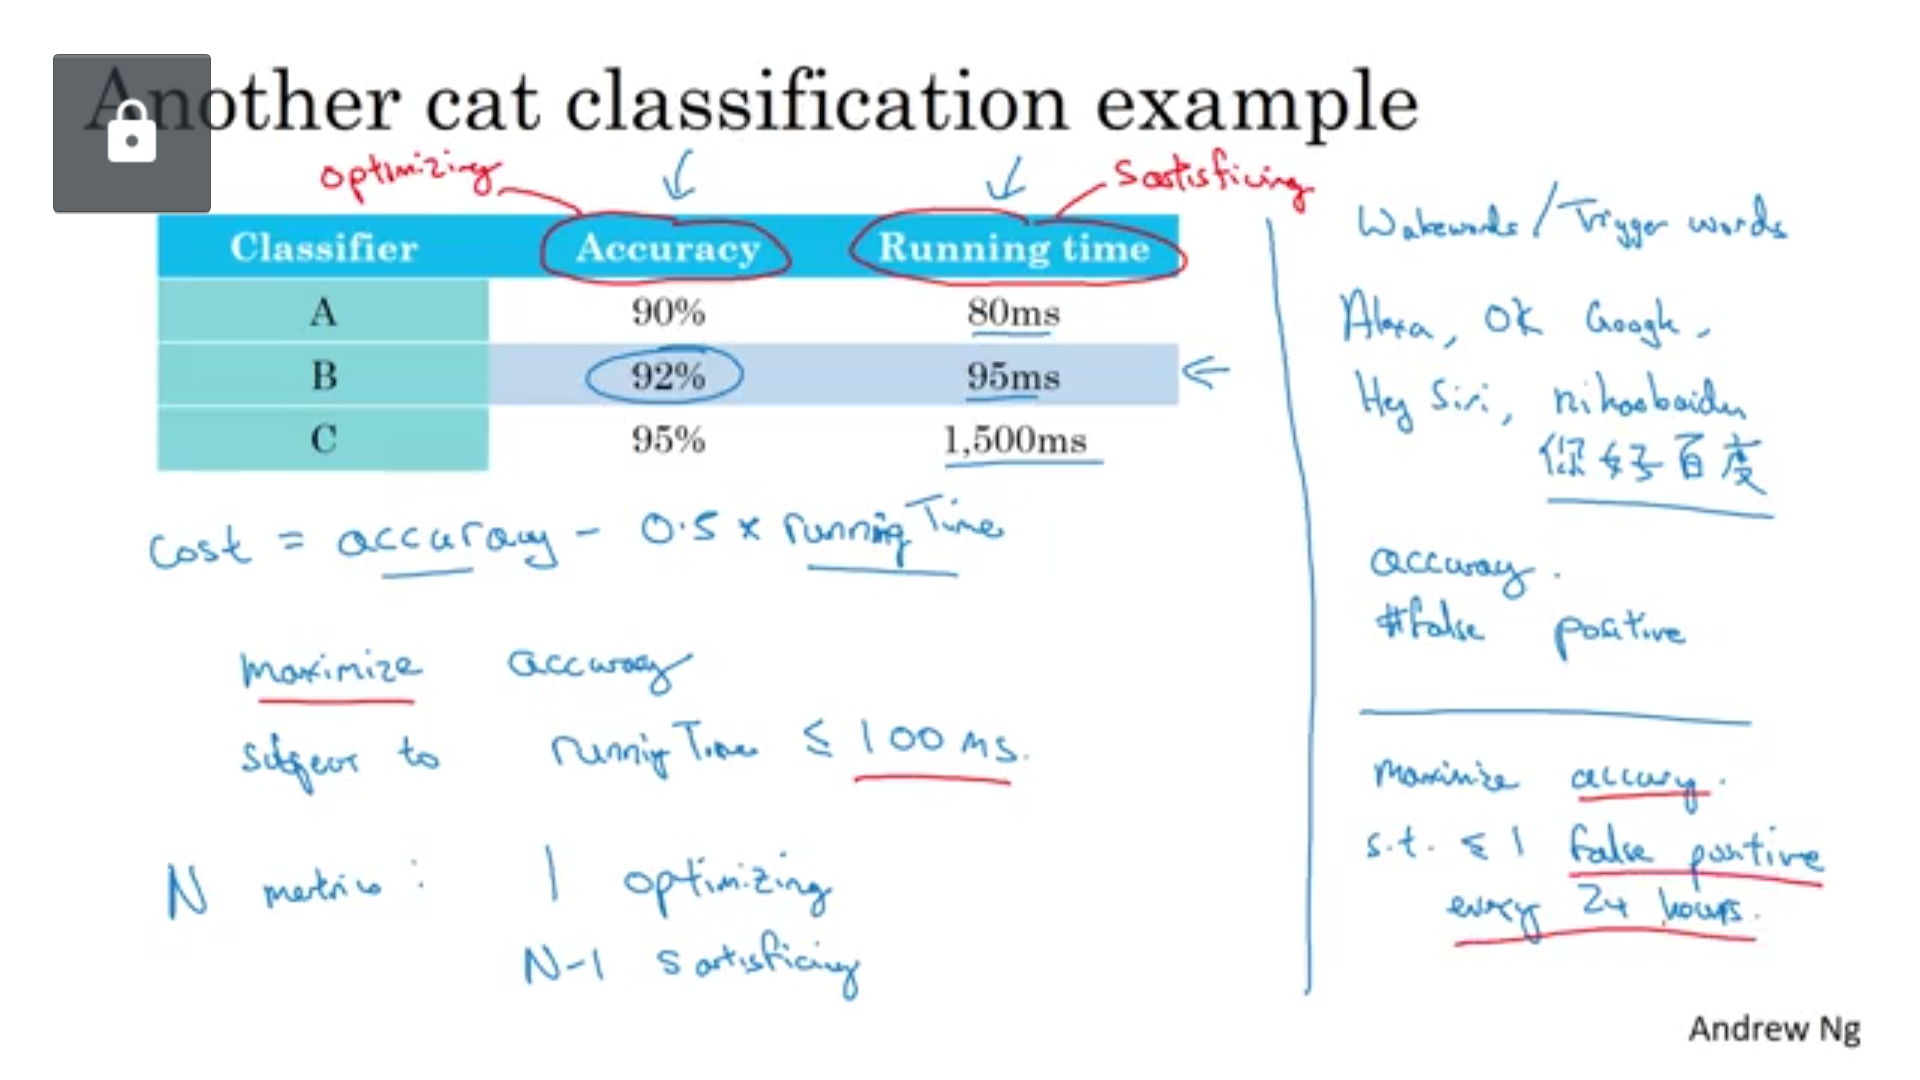 Another cat classification example
optimizing
Satisficing
Classifier Accuracy Running time
A 90% 80ms
B 92% 95ms
C 95% 1,500ms
Cost = accuracy - 0.5 x running Time
maximize accuracy
subject to running Time ≤ 100 ms.
N metrics: 1 optimizing
N-1 satisficing
Wakewords / Trigger words
Alexa, OK Google,
Hey Siri, nihaobaidu
你好百度
accuracy.
#false positive
Maximize accuracy.
s.t. ≤ 1 false positive
every 24 hours.
Andrew Ng